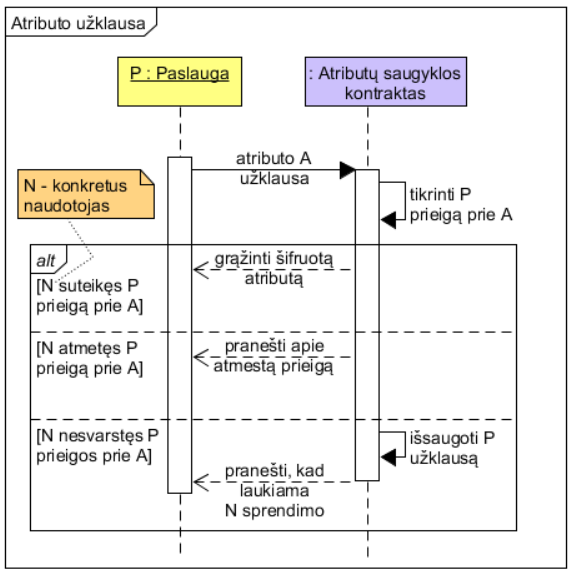 Atributo užklausa
P : Paslauga
: Atributų saugyklos
kontraktas
atributo A
užklausa
N - konkretus
naudotojas
tikrinti P
prieigą prie A
alt
[N suteikęs P
prieigą prie A]
grąžinti šifruotą
atributą
[N atmetęs P
prieigą prie A]
pranešti apie
atmestą prieigą
[N nesvarstęs P
prieigos prie A]
išsaugoti P
užklausą
pranešti, kad
laukiama
N sprendimo